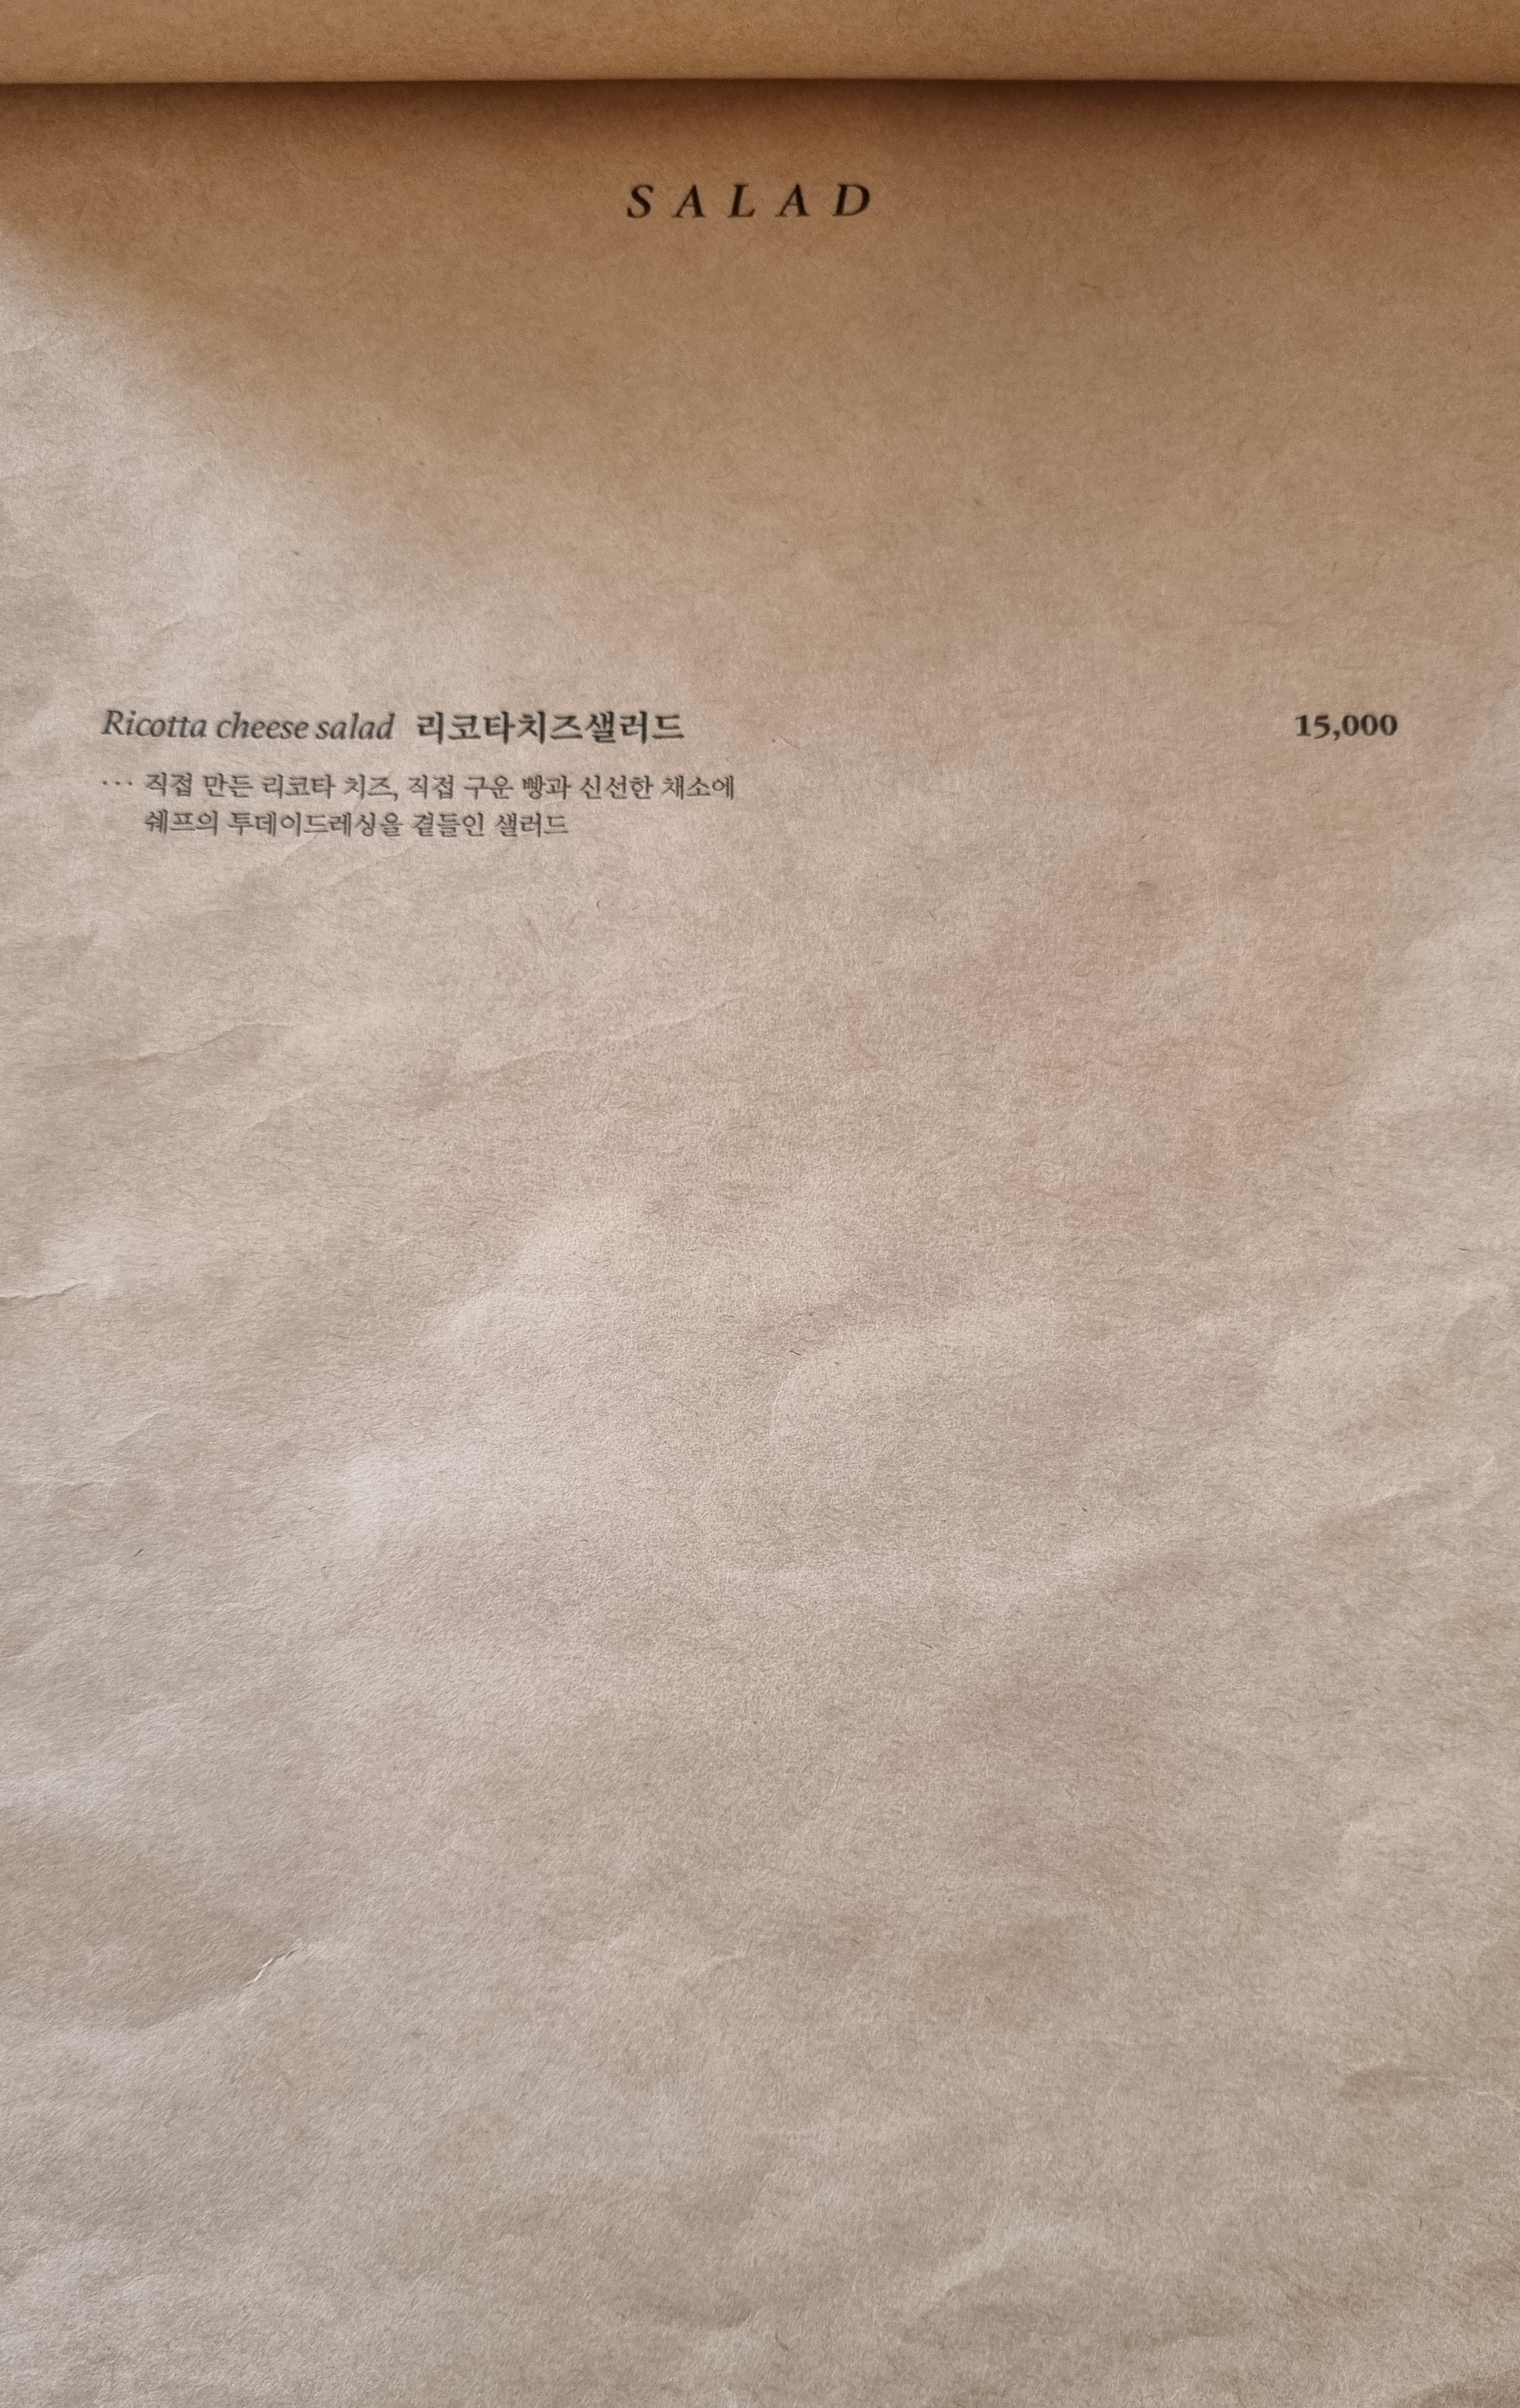 SALAD
Ricotta cheese salad 리코타치즈샐러드 15,000
··· 직접 만든 리코타 치즈, 직접 구운 빵과 신선한 채소에
쉐프의 투데이드레싱을 곁들인 샐러드